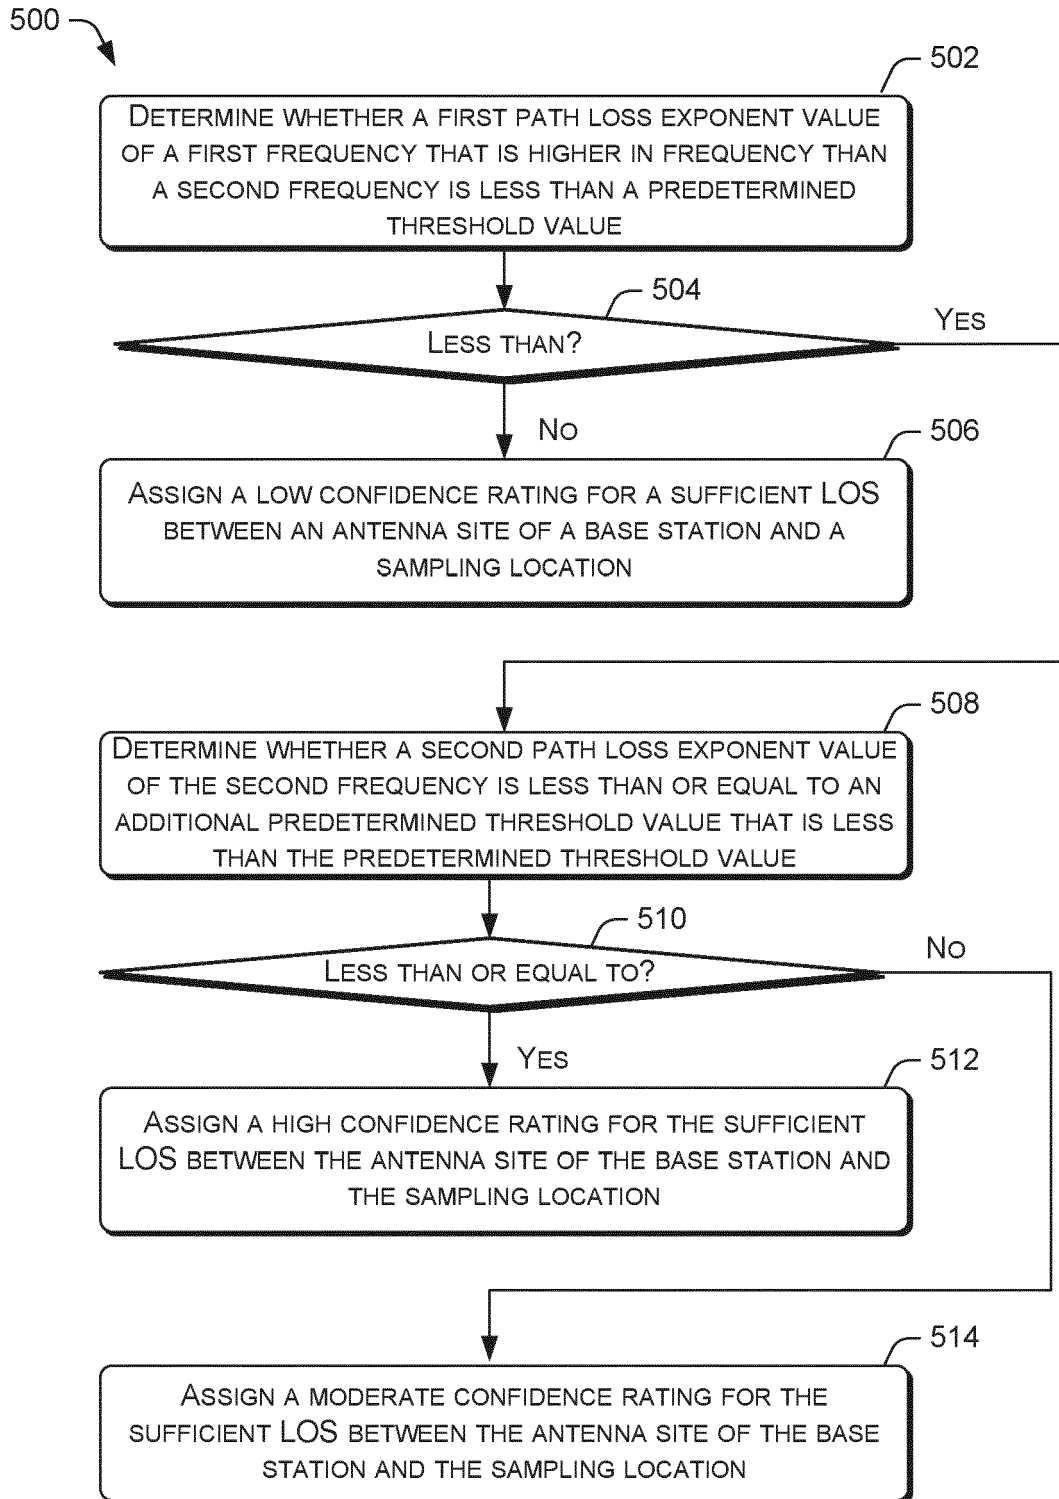 500
502
DETERMINE WHETHER A FIRST PATH LOSS EXPONENT VALUE
OF A FIRST FREQUENCY THAT IS HIGHER IN FREQUENCY THAN
A SECOND FREQUENCY IS LESS THAN A PREDETERMINED
THRESHOLD VALUE
504
YES
LESS THAN?
NO
506
ASSIGN A LOW CONFIDENCE RATING FOR A SUFFICIENT LOS
BETWEEN AN ANTENNA SITE OF A BASE STATION AND A
SAMPLING LOCATION
508
DETERMINE WHETHER A SECOND PATH LOSS EXPONENT VALUE
OF THE SECOND FREQUENCY IS LESS THAN OR EQUAL TO AN
ADDITIONAL PREDETERMINED THRESHOLD VALUE THAT IS LESS
THAN THE PREDETERMINED THRESHOLD VALUE
510
NO
LESS THAN OR EQUAL TO?
YES
512
ASSIGN A HIGH CONFIDENCE RATING FOR THE SUFFICIENT
LOS BETWEEN THE ANTENNA SITE OF THE BASE STATION AND
THE SAMPLING LOCATION
514
ASSIGN A MODERATE CONFIDENCE RATING FOR THE
SUFFICIENT LOS BETWEEN THE ANTENNA SITE OF THE BASE
STATION AND THE SAMPLING LOCATION